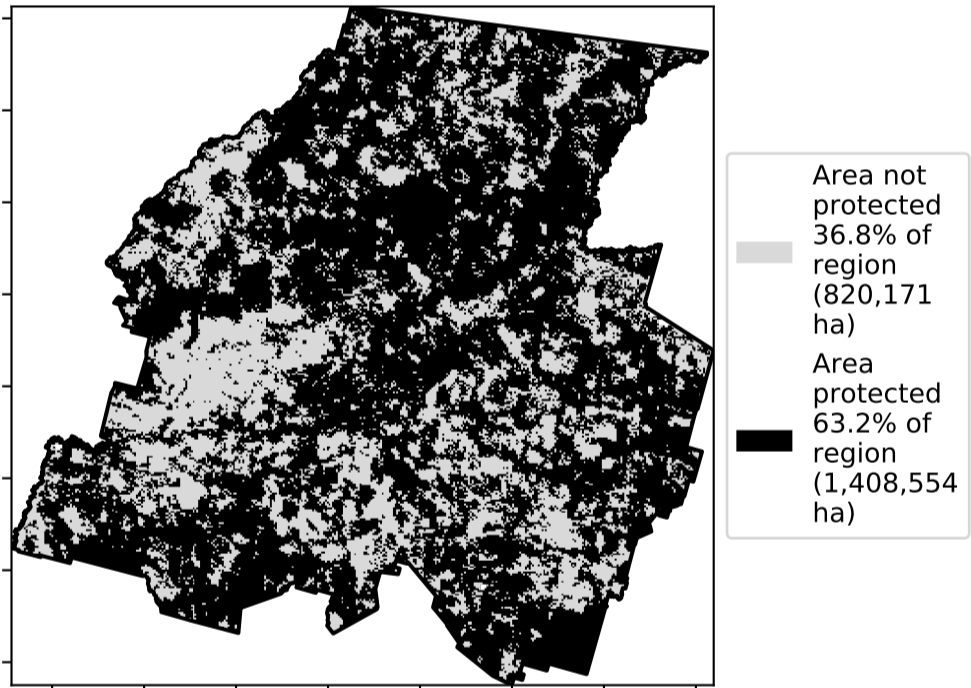 Area not
protected
36.8% of
region
(820,171
ha)
Area
protected
63.2% of
region
(1,408,554
ha)